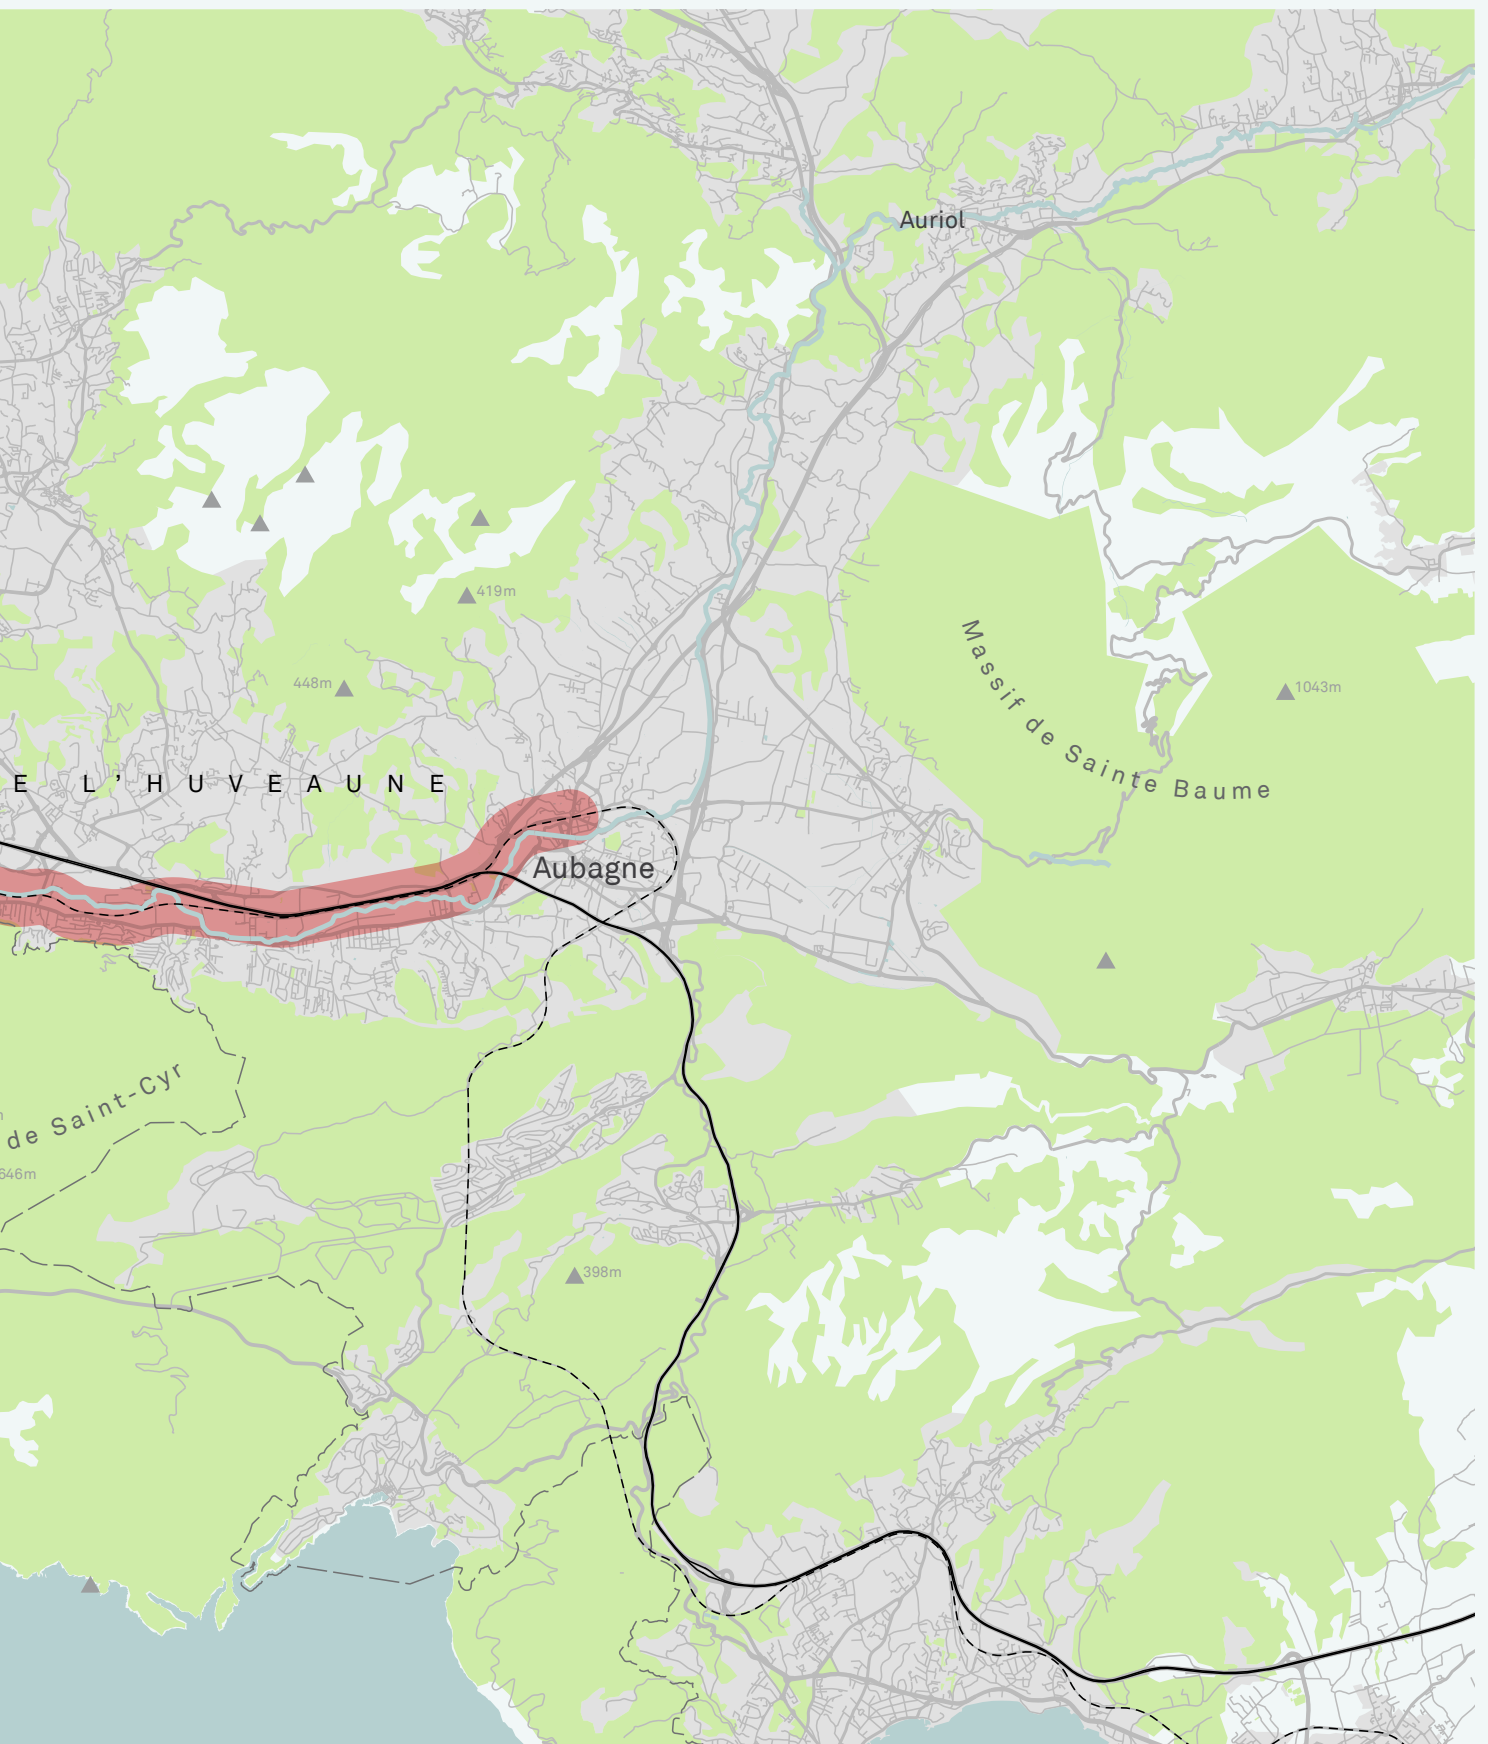 Auriol
419m
Massif de Sainte Baume
448m
1043m
E L’HUVEAUNE
Aubagne
de Saint-Cyr
646m
398m